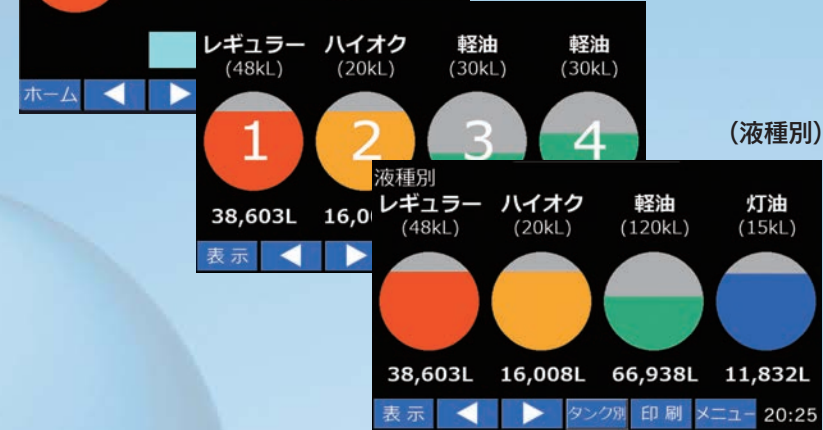 ホーム ◀ ▶
レギュラー ハイオク 軽油 軽油
(48kL) (20kL) (30kL) (30kL)
1 2 3 4
38,603L 16,0
表示 ◀ ▶
(液種別)
液種別
レギュラー ハイオク 軽油 灯油
(48kL) (20kL) (120kL) (15kL)
38,603L 16,008L 66,938L 11,832L
表示 ◀ ▶ タンク別 印刷 メニュー 20:25